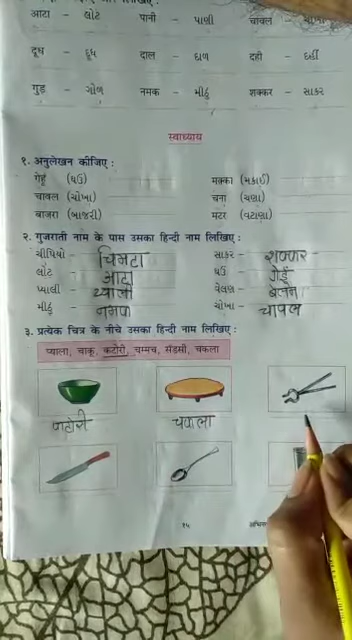 आटा - લોટ पानी - પાણી चावल -
दूध - દૂધ दाल - દાળ दही - દહીં
गुड़ - ગોળ नमक - મીઠું शक्कर - સાકર
स्वाध्याय
१. अनुलेखन कीजिए :
गेहूँ (ઘઉં) मक्का (મકાઈ)
चावल (ચોખા) चना (ચણા)
बाजरा (બાજરી) मटर (વટાણા)
२. गुजराती नाम के पास उसका हिन्दी नाम लिखिए :
ચીપિયો - चिमटा સાકર - शक्कर
લોટ - आटा ઘઉં - गेहूँ
પ્યાલી - प्याली વેલણ - बेलन
મીઠું - नमक ચોખા - चावल
३. प्रत्येक चित्र के नीचे उसका हिन्दी नाम लिखिए :
प्याला, चाकू, कटोरी, चम्मच, सँड़सी, चकला
कटोरी चकला
१५